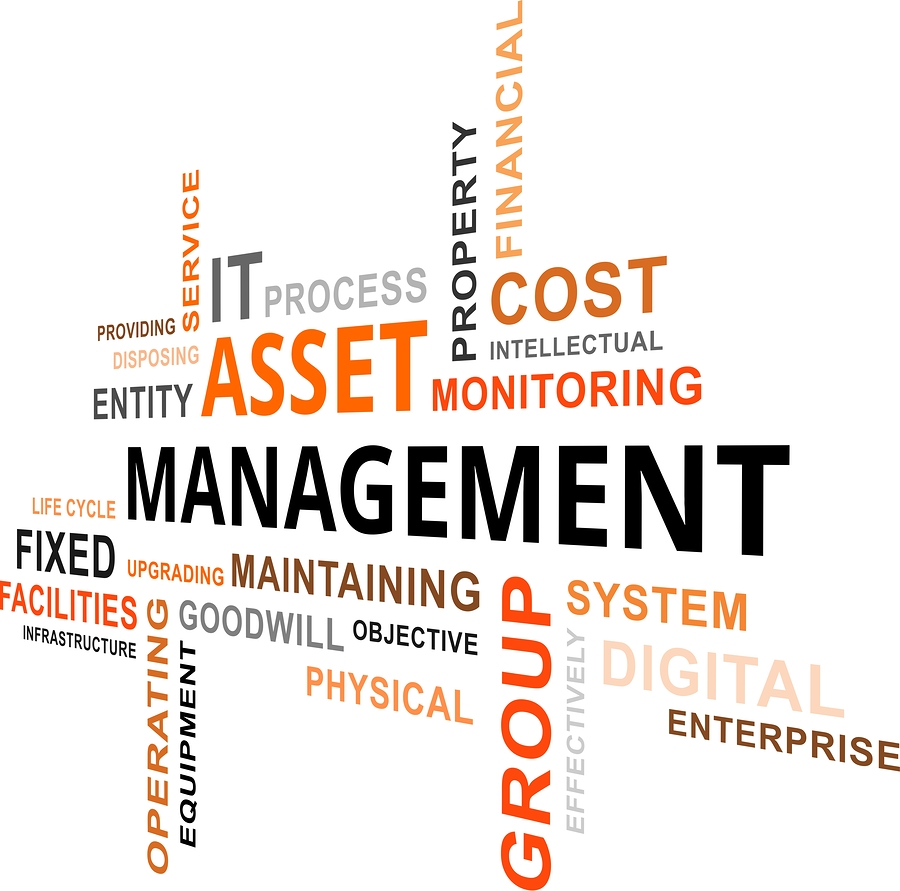 FINANCIAL
PROPERTY
SERVICE
IT
PROCESS
COST
PROVIDING
INTELLECTUAL
DISPOSING
ASSET
ENTITY
MONITORING
MANAGEMENT
LIFE CYCLE
FIXED
UPGRADING
MAINTAINING
FACILITIES
GOODWILL
OBJECTIVE
INFRASTRUCTURE
OPERATING
EQUIPMENT
PHYSICAL
GROUP
SYSTEM
EFFECTIVELY
DIGITAL
ENTERPRISE